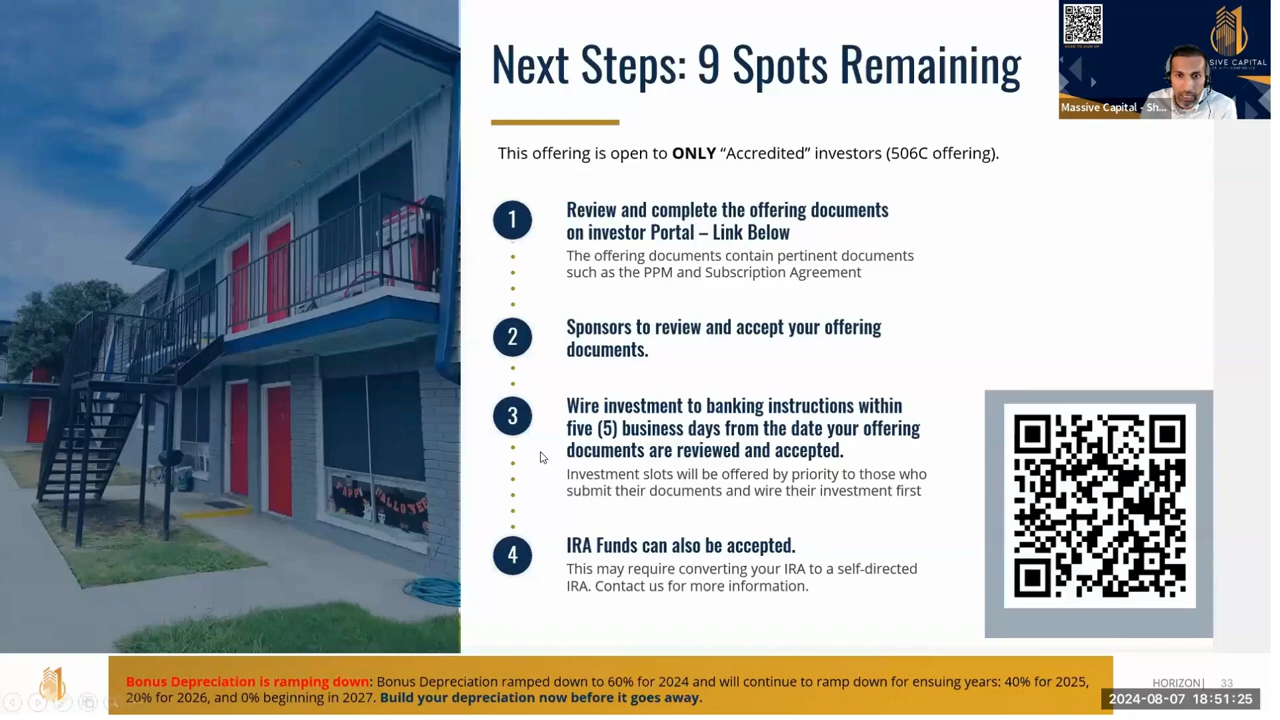 Next Steps: 9 Spots Remaining
SCAN TO SIGN UP
SIVE CAPITAL
Massive Capital - Sh...
This offering is open to ONLY “Accredited” investors (506C offering).
1
Review and complete the offering documents
on investor Portal – Link Below
The offering documents contain pertinent documents
such as the PPM and Subscription Agreement
2
Sponsors to review and accept your offering
documents.
3
Wire investment to banking instructions within
five (5) business days from the date your offering
documents are reviewed and accepted.
Investment slots will be offered by priority to those who
submit their documents and wire their investment first
4
IRA Funds can also be accepted.
This may require converting your IRA to a self-directed
IRA. Contact us for more information.
Bonus Depreciation is ramping down: Bonus Depreciation ramped down to 60% for 2024 and will continue to ramp down for ensuing years: 40% for 2025,
20% for 2026, and 0% beginning in 2027. Build your depreciation now before it goes away.
HORIZON| 33
2024-08-07 18:51:25